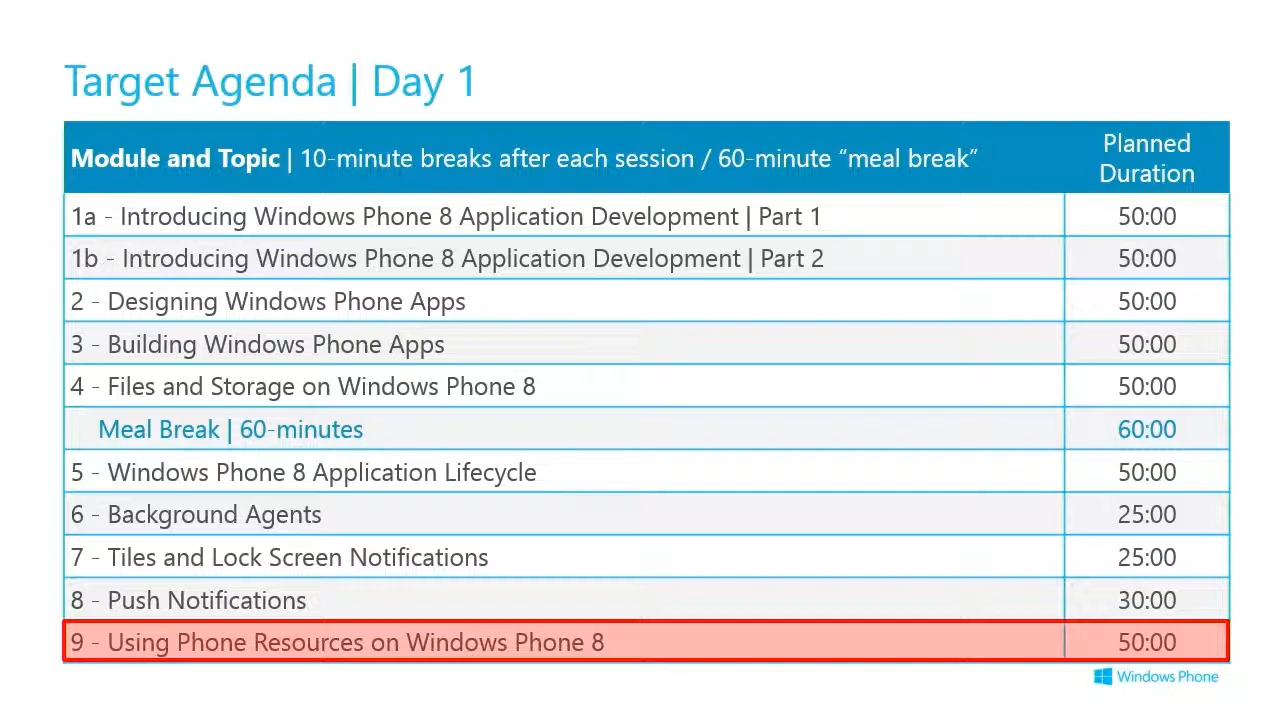 Target Agenda | Day 1
Module and Topic | 10-minute breaks after each session / 60-minute “meal break”
Planned
Duration
1a - Introducing Windows Phone 8 Application Development | Part 1 50:00
1b - Introducing Windows Phone 8 Application Development | Part 2 50:00
2 - Designing Windows Phone Apps 50:00
3 - Building Windows Phone Apps 50:00
4 - Files and Storage on Windows Phone 8 50:00
Meal Break | 60-minutes 60:00
5 - Windows Phone 8 Application Lifecycle 50:00
6 - Background Agents 25:00
7 - Tiles and Lock Screen Notifications 25:00
8 - Push Notifications 30:00
9 - Using Phone Resources on Windows Phone 8 50:00
Windows Phone